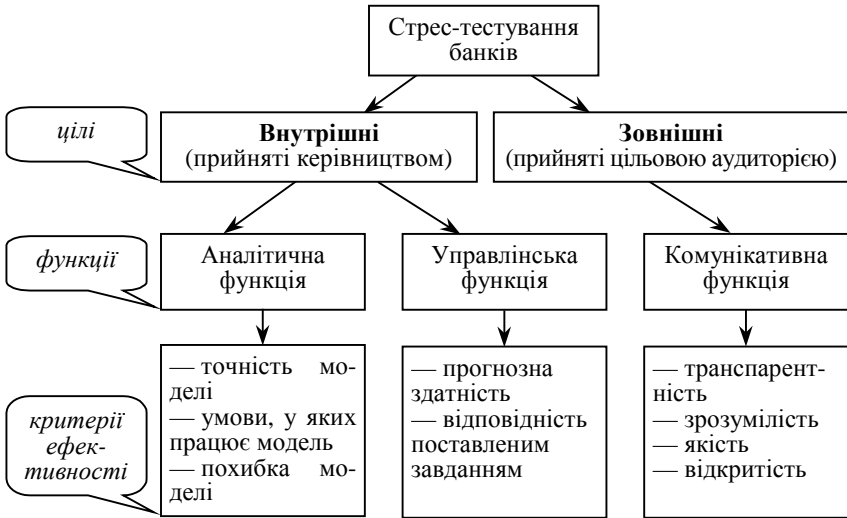 Стрес-тестування
банків
цілі
Внутрішні
(прийняті керівництвом)
Зовнішні
(прийняті цільовою аудиторією)
функції
Аналітична
функція
Управлінська
функція
Комунікативна
функція
критерії
ефек-
тивності
— точність мо-
делі
— умови, у яких
працює модель
— похибка мо-
делі
— прогнозна
здатність
— відповідність
поставленим
завданням
— транспарент-
ність
— зрозумілість
— якість
— відкритість